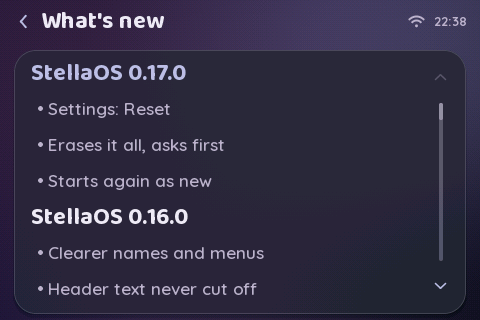 What's new
22:38
StellaOS 0.17.0
• Settings: Reset
• Erases it all, asks first
• Starts again as new
StellaOS 0.16.0
• Clearer names and menus
• Header text never cut off